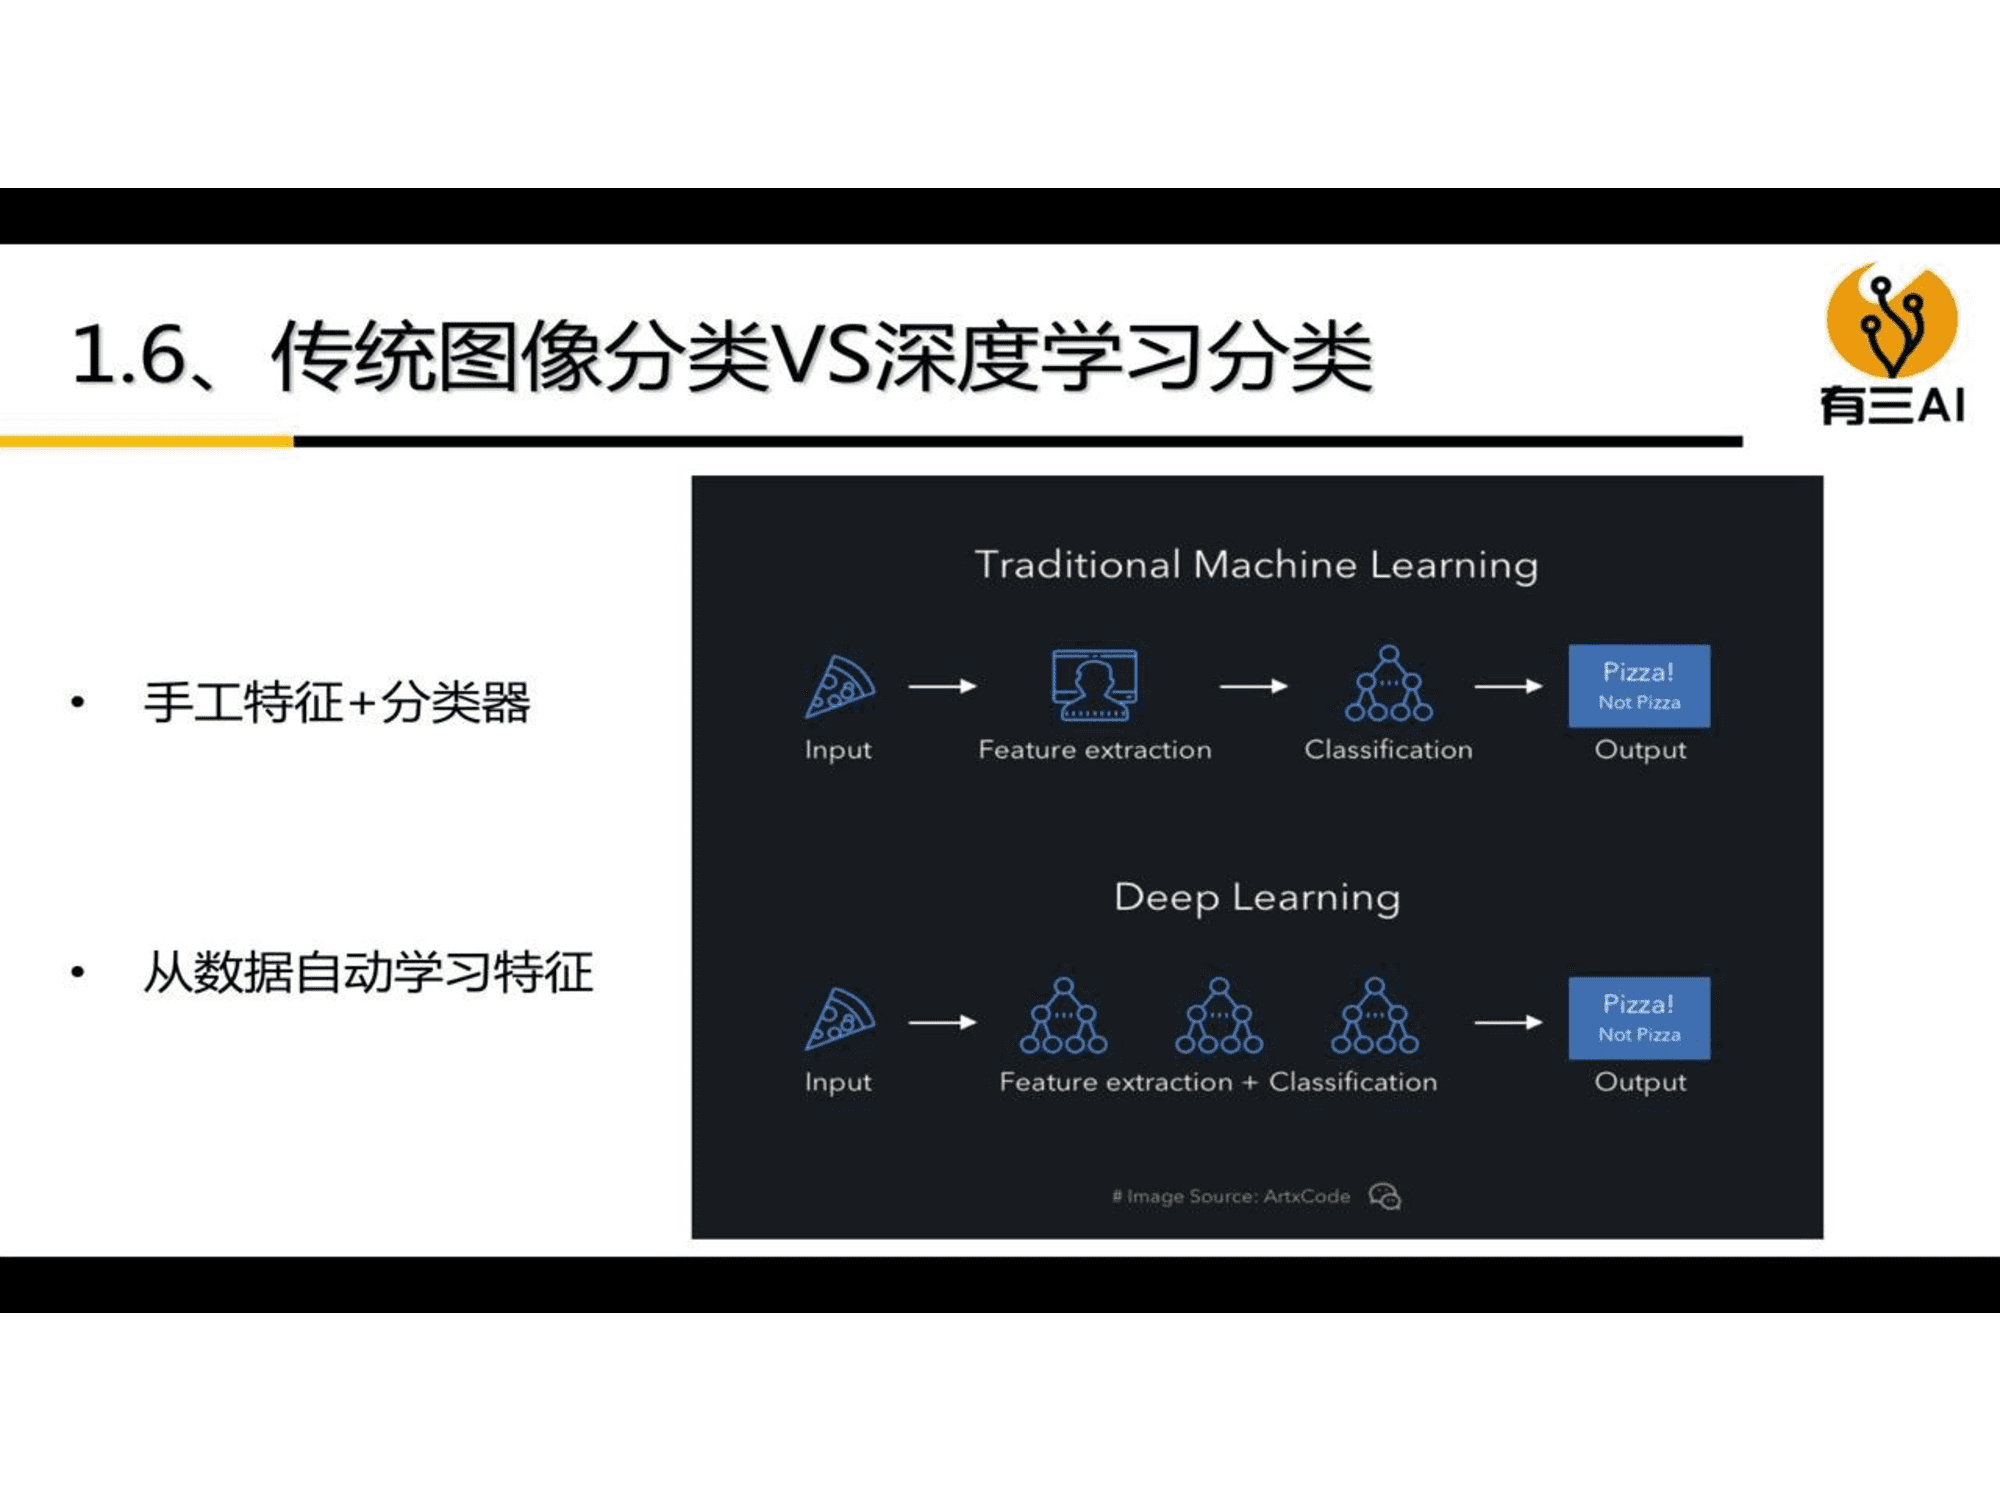 1.6、传统图像分类VS深度学习分类
有三AI
手工特征+分类器
从数据自动学习特征
Traditional Machine Learning
Pizza!
Not Pizza
Input
Feature extraction
Classification
Output
Deep Learning
Pizza!
Not Pizza
Input
Feature extraction + Classification
Output
# Image Source: ArtxCode